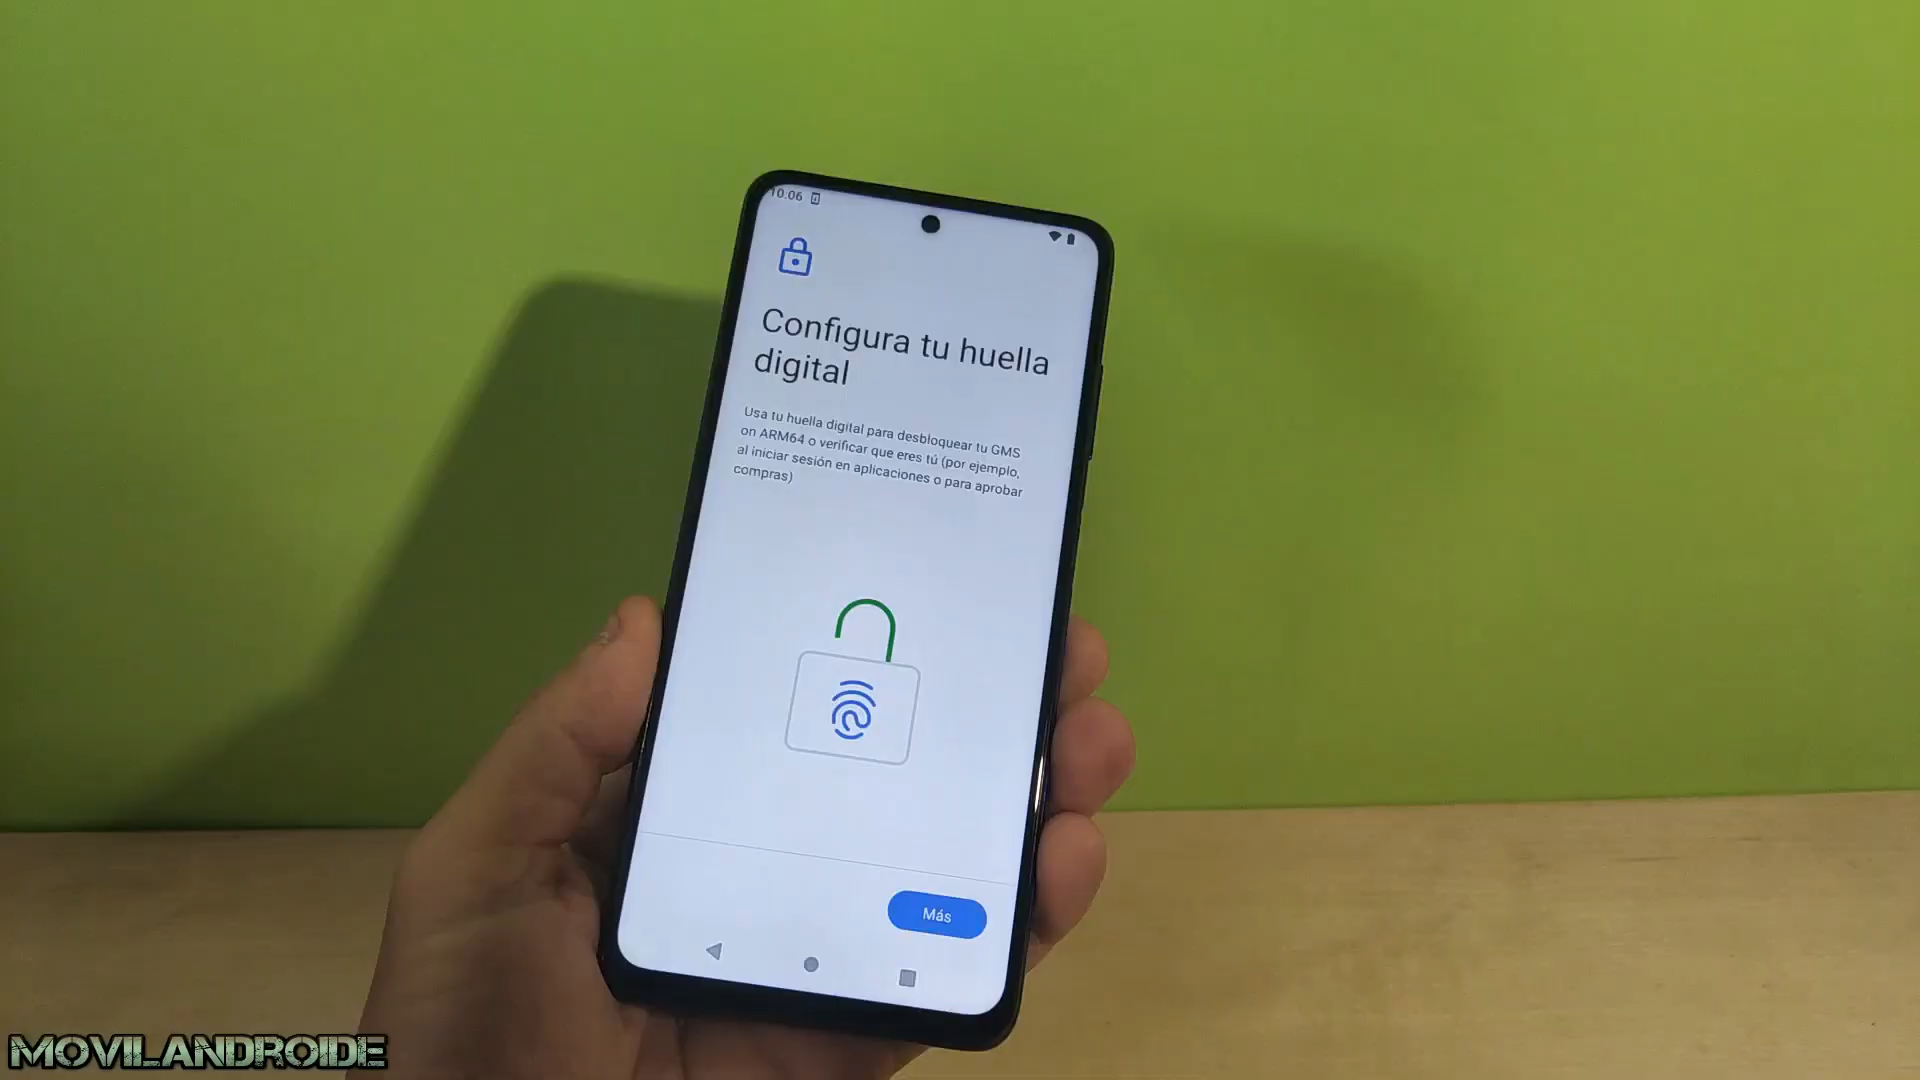 10:06
Configura tu huella
digital
Usa tu huella digital para desbloquear tu GMS
on ARM64 o verificar que eres tú (por ejemplo,
al iniciar sesión en aplicaciones o para aprobar
compras)
Más
MOVILANDROIDE